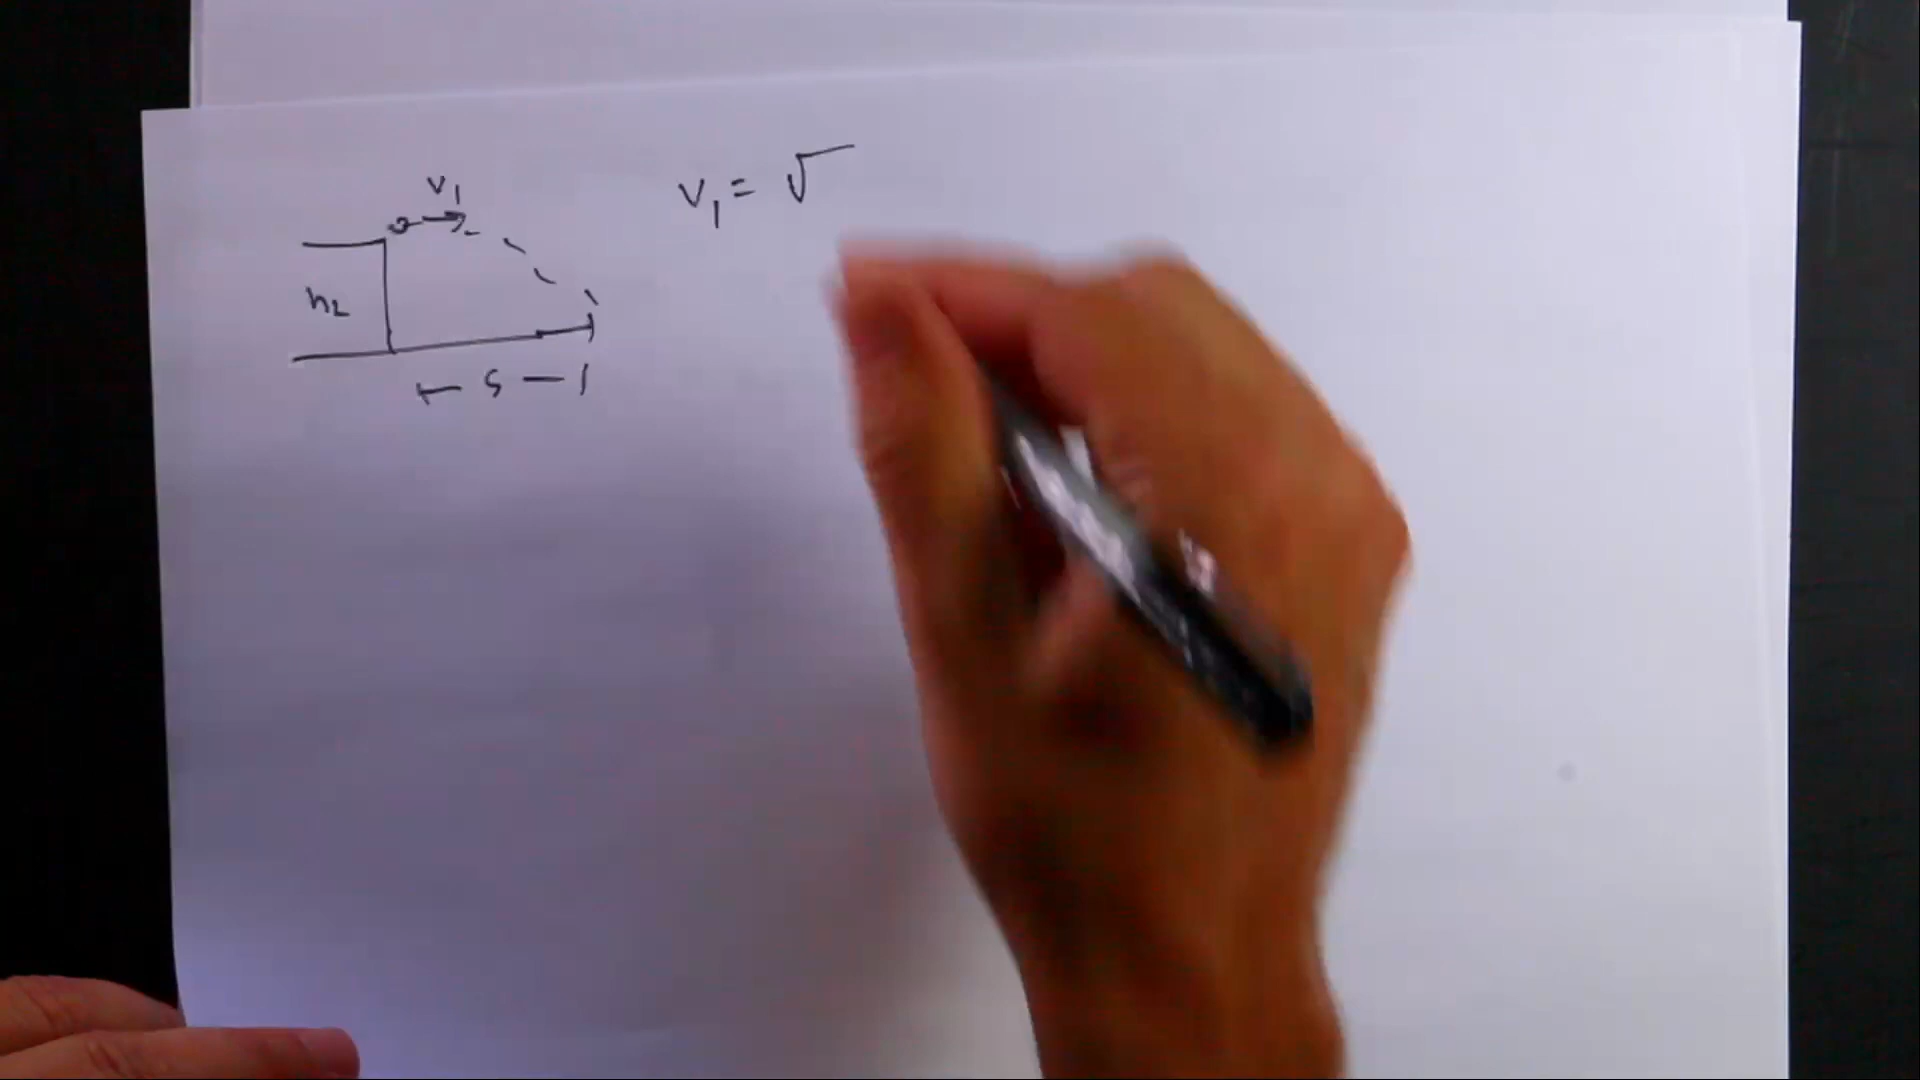 v₁
v₁ = √
h₂
s